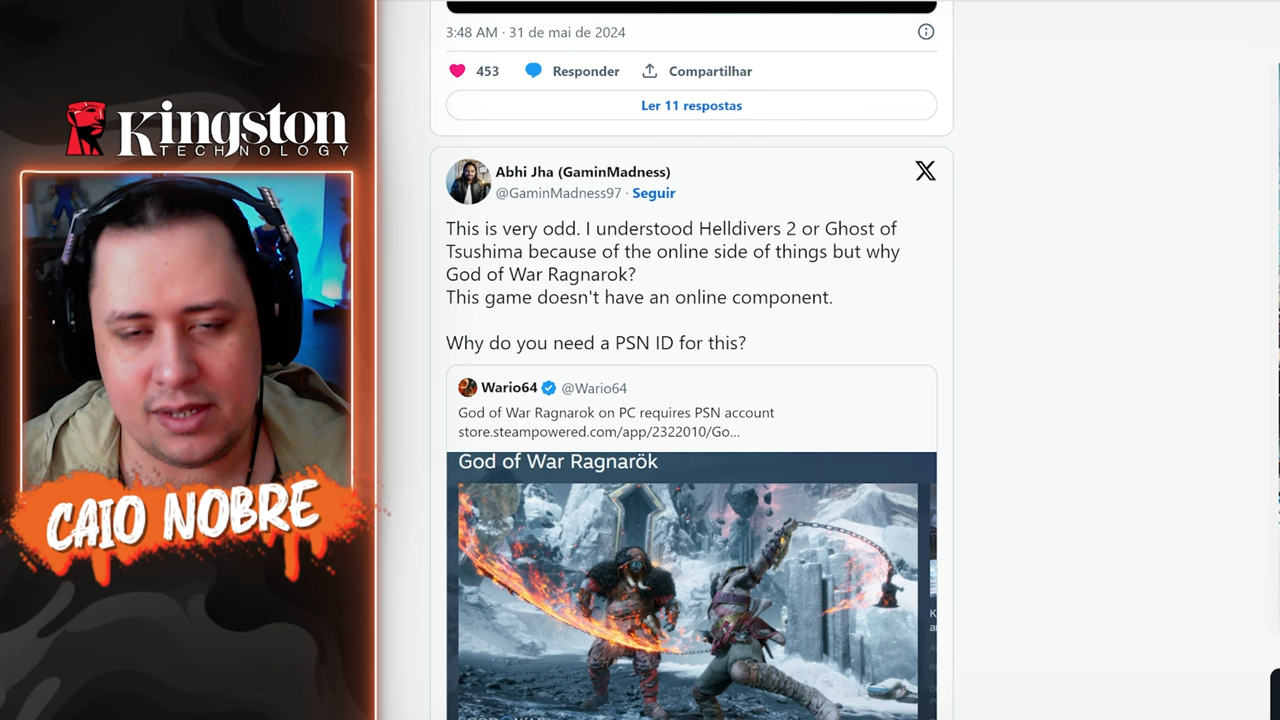 Kingston
TECHNOLOGY
CAIO NOBRE
3:48 AM · 31 de mai de 2024
453 Responder Compartilhar
Ler 11 respostas
Abhi Jha (GaminMadness)
@GaminMadness97 · Seguir
This is very odd. I understood Helldivers 2 or Ghost of
Tsushima because of the online side of things but why
God of War Ragnarok?
This game doesn't have an online component.
Why do you need a PSN ID for this?
Wario64 @Wario64
God of War Ragnarok on PC requires PSN account
store.steampowered.com/app/2322010/Go...
God of War Ragnarök